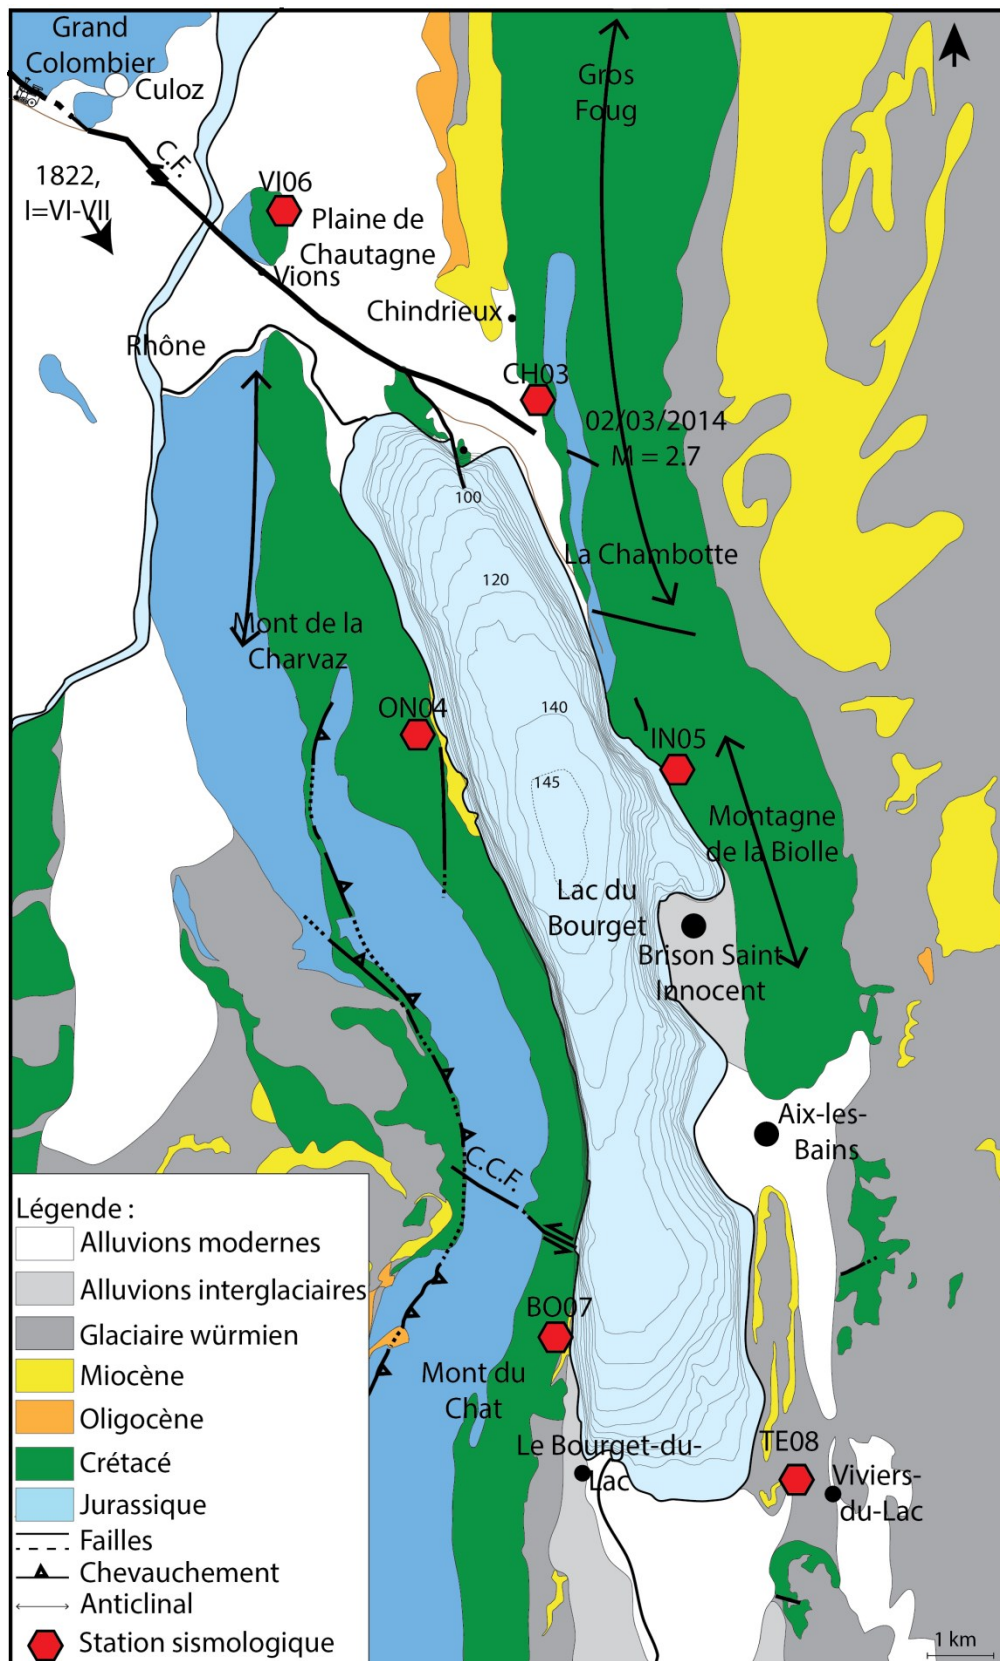 Grand
Colombier
Culoz
C.F.
1822,
I=VI-VII
VI06
Plaine de
Chautagne
Vions
Gros
Foug
Chindrieux
Rhône
CH03
02/03/2014
M = 2.7
100
La Chambotte
120
Mont de la
Charvaz
ON04
140
IN05
145
Montagne
de la Biolle
Lac du
Bourget
Brison Saint
Innocent
Aix-les-
Bains
C.C.F.
BO07
Mont du
Chat
Le Bourget-du-
Lac
TE08
Viviers-
du-Lac
Légende :
Alluvions modernes
Alluvions interglaciaires
Glaciaire würmien
Miocène
Oligocène
Crétacé
Jurassique
Failles
Chevauchement
Anticlinal
Station sismologique
1 km